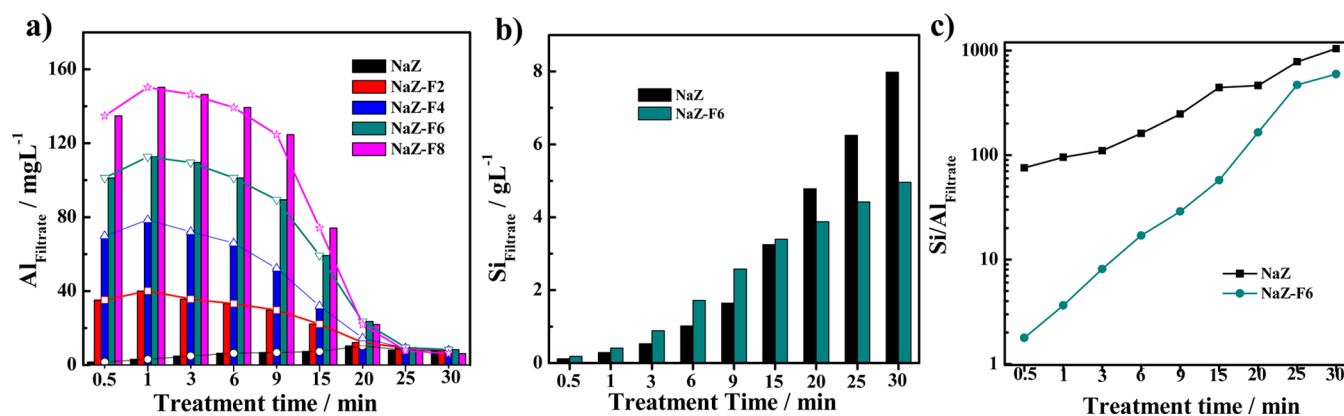 a)
Al_Filtrate / mgL^-1
160
120
80
40
0
NaZ
NaZ-F2
NaZ-F4
NaZ-F6
NaZ-F8
0.5 1 3 6 9 15 20 25 30
Treatment time / min
b)
Si_Filtrate / gL^-1
8
6
4
2
0
NaZ
NaZ-F6
0.5 1 3 6 9 15 20 25 30
Treatment Time / min
c)
Si/Al_Filtrate
1000
100
10
1
NaZ
NaZ-F6
0.5 1 3 6 9 15 20 25 30
Treatment time / min